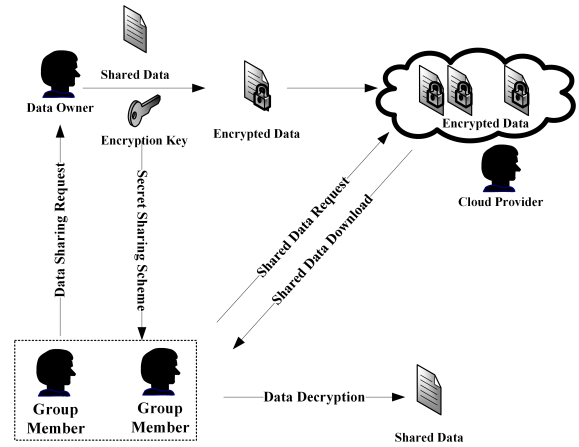 Shared Data
Data Owner
Encryption Key
Encrypted Data
Encrypted Data
Cloud Provider
Data Sharing Request
Secret Sharing Scheme
Shared Data Request
Shared Data Download
Group
Member
Group
Member
Data Decryption
Shared Data